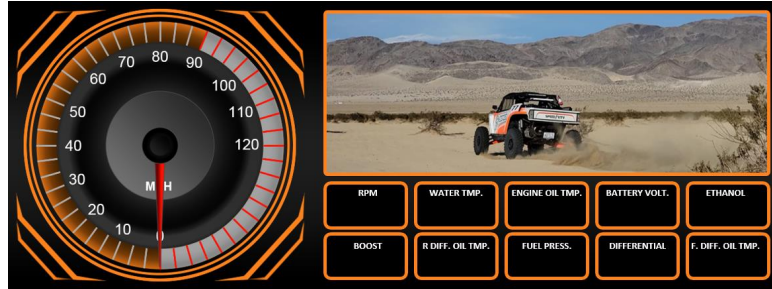 80
70
90
60
100
50
110
40
120
30
MPH
20
10
0
RPM
WATER TMP.
ENGINE OIL TMP.
BATTERY VOLT.
ETHANOL
BOOST
R DIFF. OIL TMP.
FUEL PRESS.
DIFFERENTIAL
F. DIFF. OIL TMP.